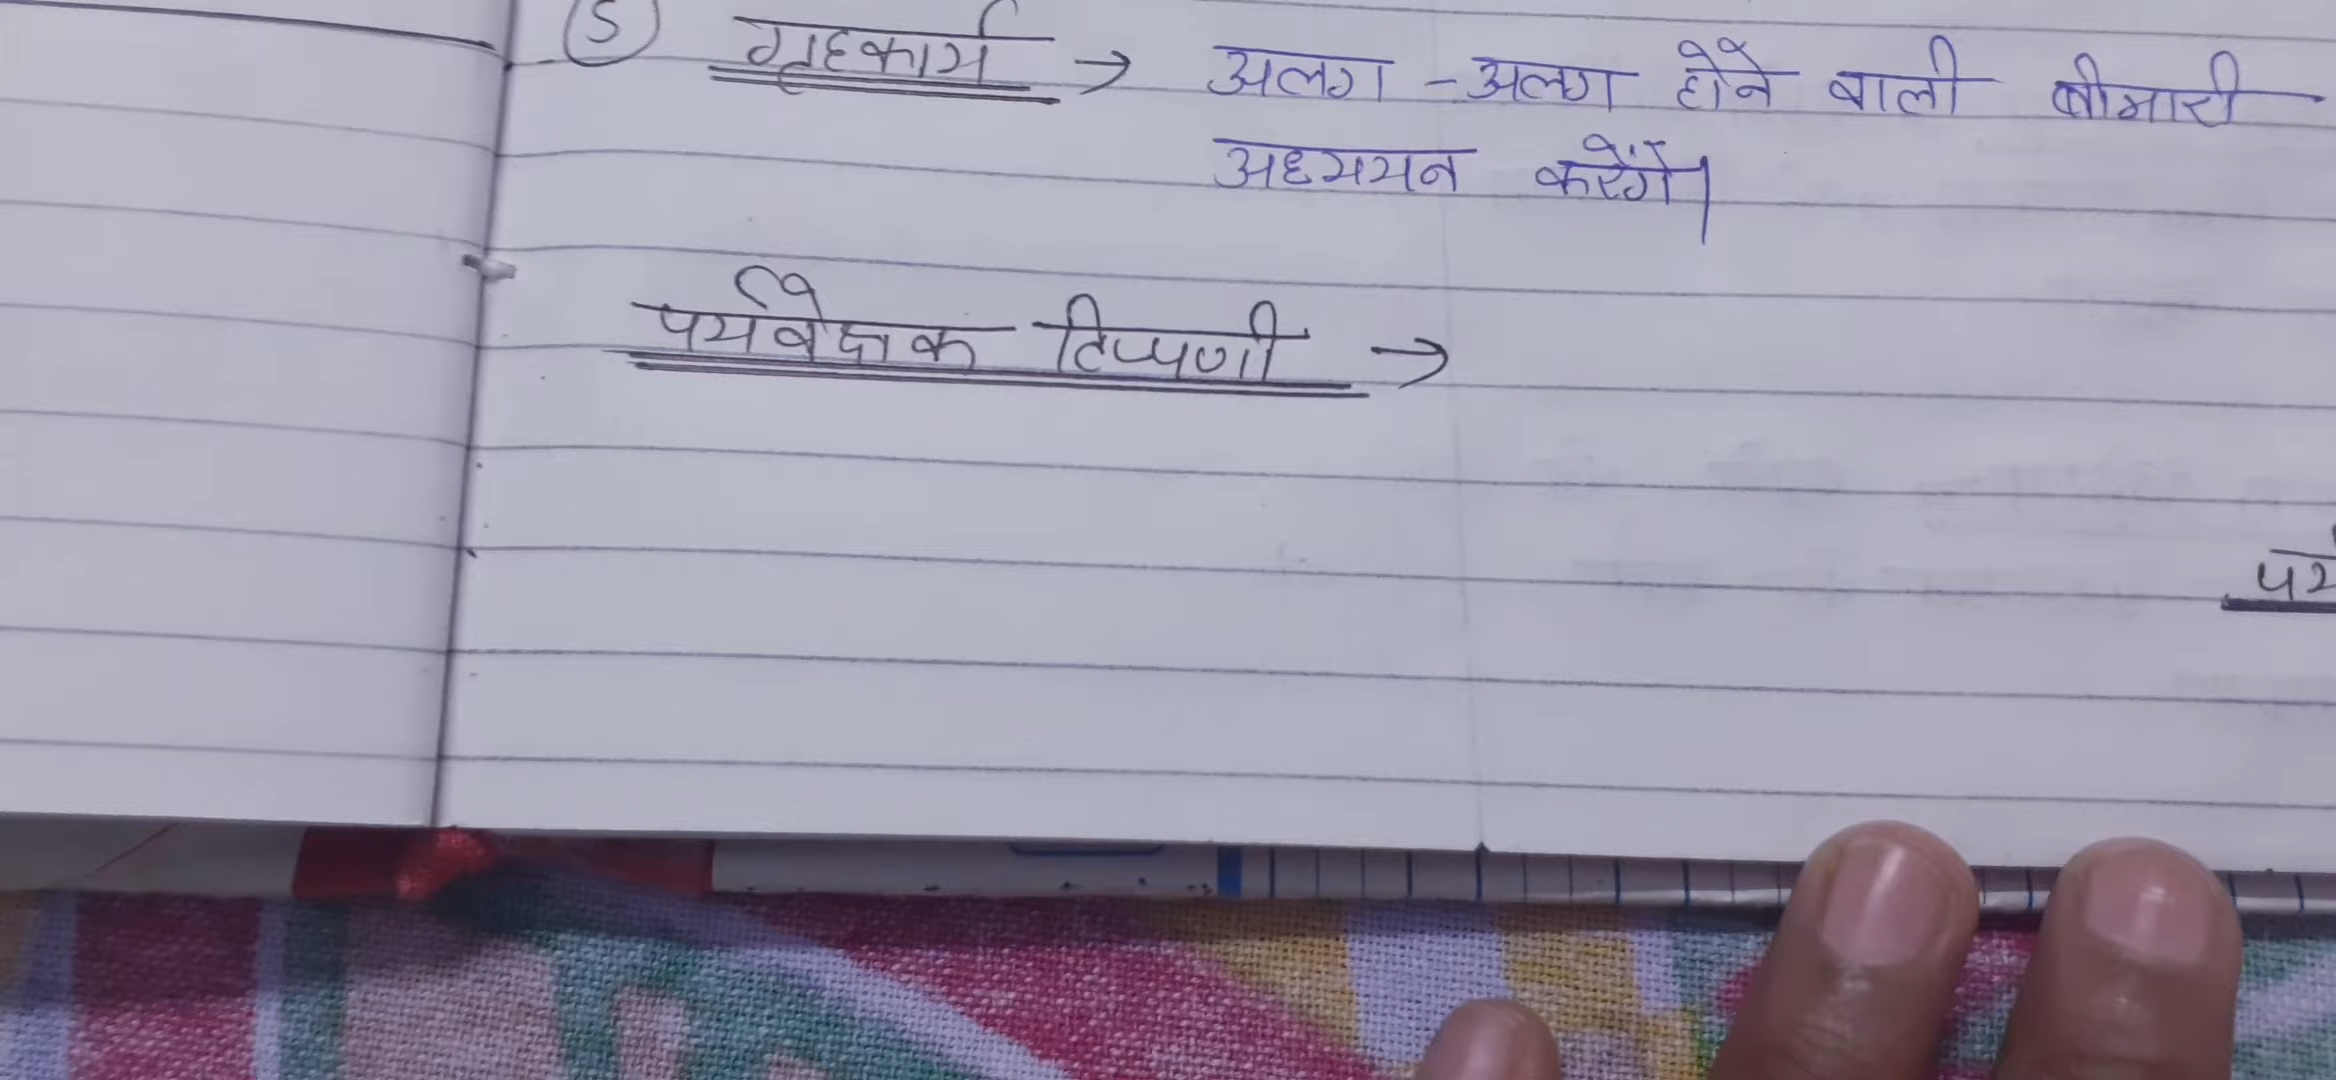 (5) गृहकार्य → अलग - अलग होने बाली बीमारी
अध्ययन करेंगे।
पर्यवेक्षक टिप्पणी →